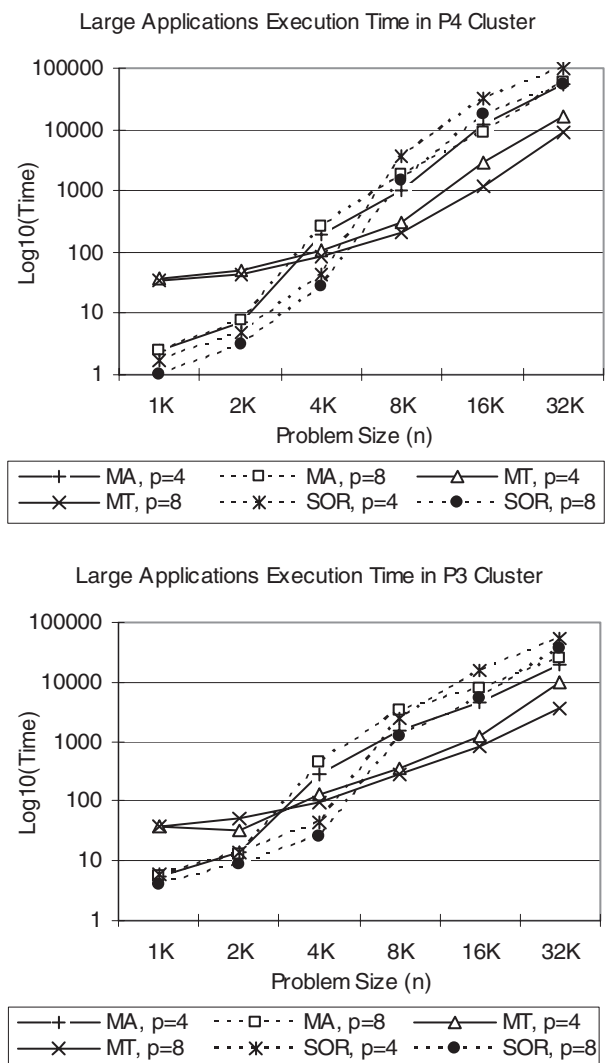 Large Applications Execution Time in P4 Cluster
100000
10000
1000
100
10
1
Log10(Time)
1K 2K 4K 8K 16K 32K
Problem Size (n)
MA, p=4 MA, p=8 MT, p=4
MT, p=8 SOR, p=4 SOR, p=8
Large Applications Execution Time in P3 Cluster
100000
10000
1000
100
10
1
Log10(Time)
1K 2K 4K 8K 16K 32K
Problem Size (n)
MA, p=4 MA, p=8 MT, p=4
MT, p=8 SOR, p=4 SOR, p=8